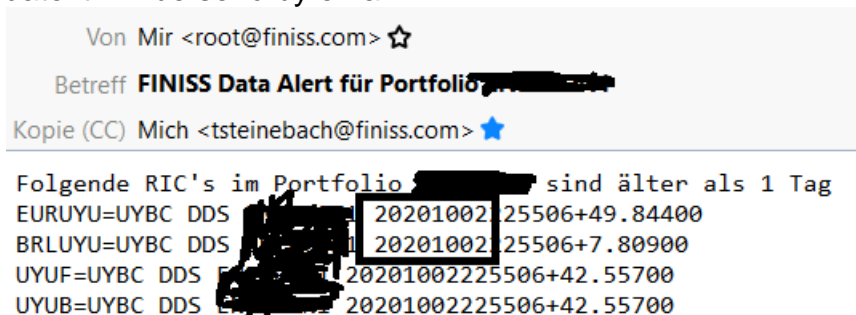 Von Mir <root@finiss.com>
Betreff FINISS Data Alert für Portfolio
Kopie (CC) Mich <tsteinebach@finiss.com>
Folgende RIC's im Portfolio sind älter als 1 Tag
EURUYU=UYBC DDS 20201002225506+49.84400
BRLUYU=UYBC DDS 20201002225506+7.80900
UYUF=UYBC DDS 20201002225506+42.55700
UYUB=UYBC DDS 20201002225506+42.55700